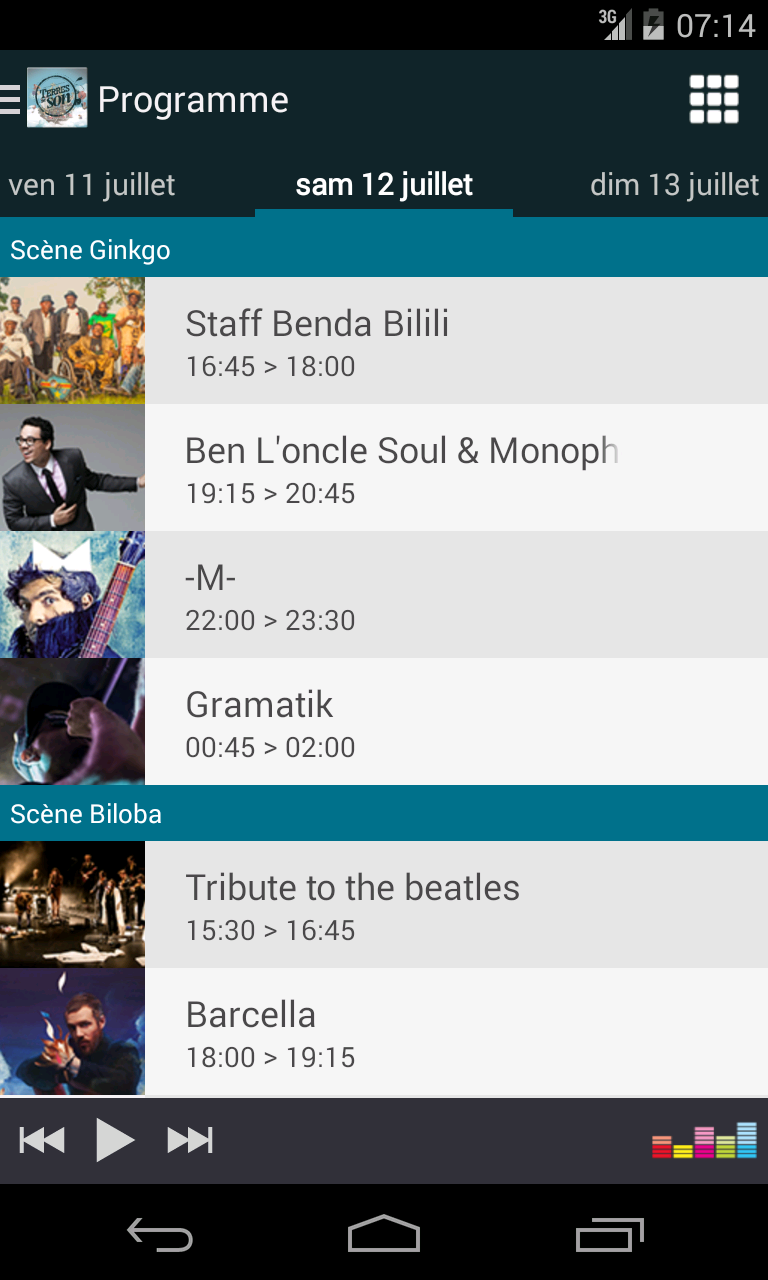 3G 07:14
TERRES
du SON
Programme
ven 11 juillet sam 12 juillet dim 13 juillet
Scène Ginkgo
Staff Benda Bilili
16:45 > 18:00
Ben L'oncle Soul & Monoph
19:15 > 20:45
-M-
22:00 > 23:30
Gramatik
00:45 > 02:00
Scène Biloba
Tribute to the beatles
15:30 > 16:45
Barcella
18:00 > 19:15